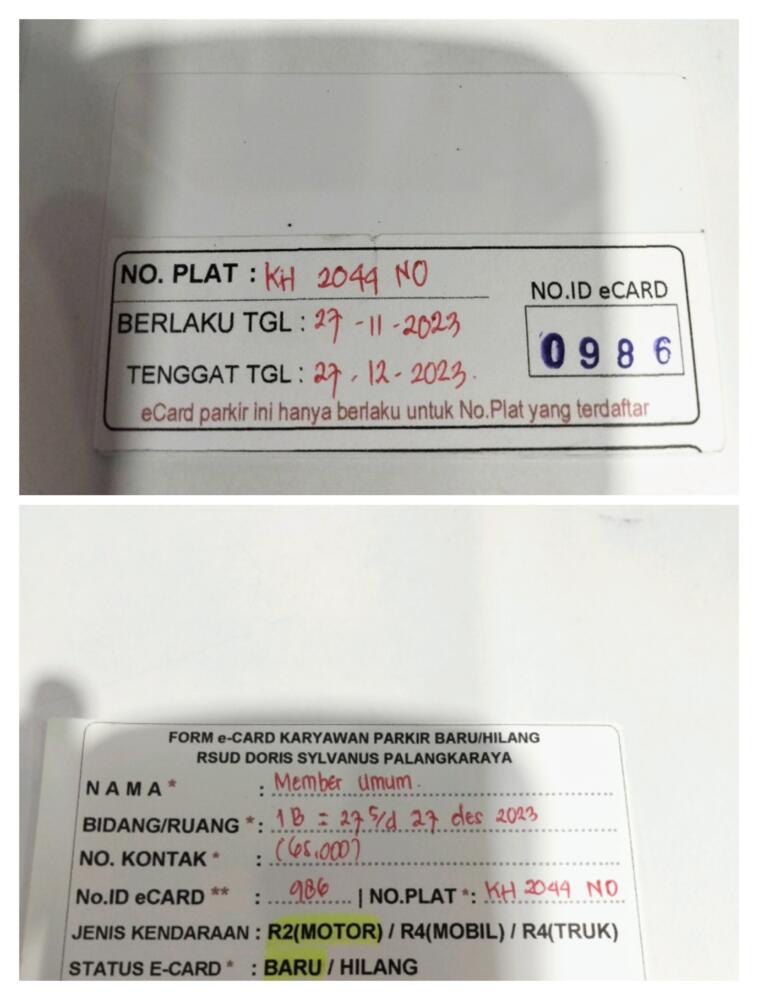 NO. PLAT : KH 2044 NO
BERLAKU TGL : 27 - 11 - 2023
TENGGAT TGL : 27 - 12 - 2023.
NO.ID eCARD
0986
eCard parkir ini hanya berlaku untuk No.Plat yang terdaftar
FORM e-CARD KARYAWAN PARKIR BARU/HILANG
RSUD DORIS SYLVANUS PALANGKARAYA
NAMA* : Member Umum.
BIDANG/RUANG *: 1 B = 27 s/d 27 des 2023
NO. KONTAK * : (65.000)
No.ID eCARD ** : 986 | NO.PLAT *: KH 2044 NO
JENIS KENDARAAN : R2(MOTOR) / R4(MOBIL) / R4(TRUK)
STATUS E-CARD * : BARU / HILANG